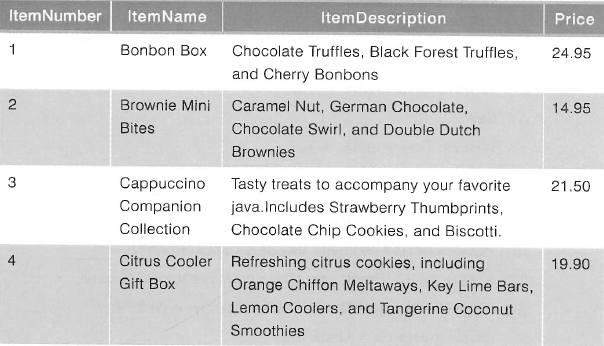 ItemNumber ItemName ItemDescription Price
1 Bonbon Box Chocolate Truffles, Black Forest Truffles, 24.95
and Cherry Bonbons
2 Brownie Mini Caramel Nut, German Chocolate, 14.95
Bites Chocolate Swirl, and Double Dutch
Brownies
3 Cappuccino Tasty treats to accompany your favorite 21.50
Companion java.Includes Strawberry Thumbprints,
Collection Chocolate Chip Cookies, and Biscotti.
4 Citrus Cooler Refreshing citrus cookies, including 19.90
Gift Box Orange Chiffon Meltaways, Key Lime Bars,
Lemon Coolers, and Tangerine Coconut
Smoothies